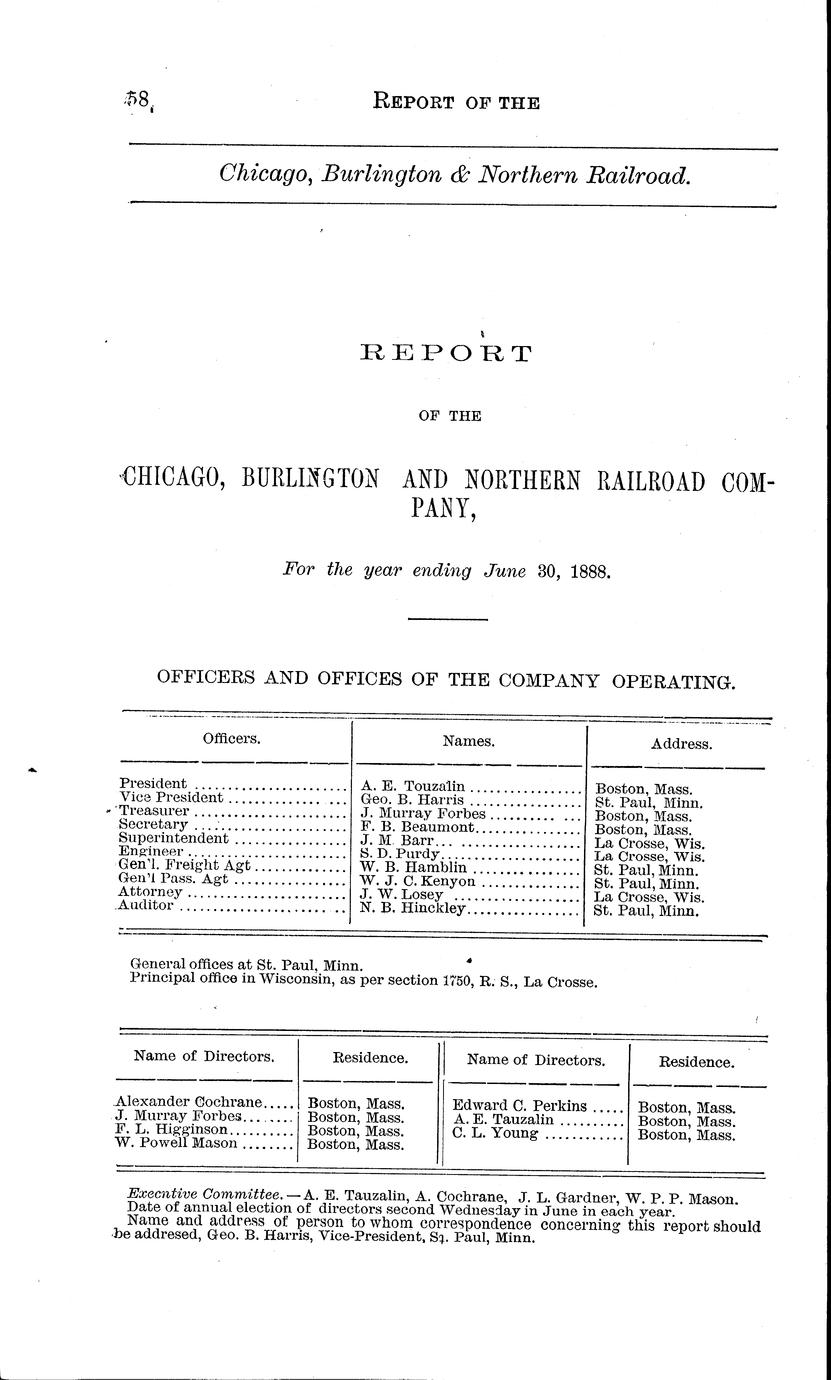 58
REPORT OF THE
Chicago, Burlington & Northern Railroad.
REPORT
OF THE
CHICAGO, BURLINGTON AND NORTHERN RAILROAD COM-
PANY,
For the year ending June 30, 1888.
OFFICERS AND OFFICES OF THE COMPANY OPERATING.
Officers. Names. Address.
President ...................... A. E. Touzalin ................ Boston, Mass.
Vice President ................. Geo. B. Harris ................ St. Paul, Minn.
Treasurer ...................... J. Murray Forbes .............. Boston, Mass.
Secretary ...................... F. B. Beaumont............... Boston, Mass.
Superintendent ................ J. M. Barr... ................. La Crosse, Wis.
Engineer ....................... S. D. Purdy.................... La Crosse, Wis.
Gen'l. Freight Agt .............. W. B. Hamblin ................ St. Paul, Minn.
Gen'l Pass. Agt ................ W. J. C. Kenyon .............. St. Paul, Minn.
Attorney ....................... J. W. Losey .................. La Crosse, Wis.
Auditor ........................ N. B. Hinckley................ St. Paul, Minn.
General offices at St. Paul, Minn.
Principal office in Wisconsin, as per section 1750, R. S., La Crosse.
Name of Directors. Residence. Name of Directors. Residence.
Alexander Cochrane..... Boston, Mass. Edward C. Perkins ..... Boston, Mass.
J. Murray Forbes....... Boston, Mass. A. E. Tauzalin .......... Boston, Mass.
F. L. Higginson.......... Boston, Mass. C. L. Young ............ Boston, Mass.
W. Powell Mason ........ Boston, Mass.
Execntive Committee.—A. E. Tauzalin, A. Cochrane, J. L. Gardner, W. P. P. Mason.
Date of annual election of directors second Wednesday in June in each year.
Name and address of person to whom correspondence concerning this report should
be addresed, Geo. B. Harris, Vice-President, St. Paul, Minn.